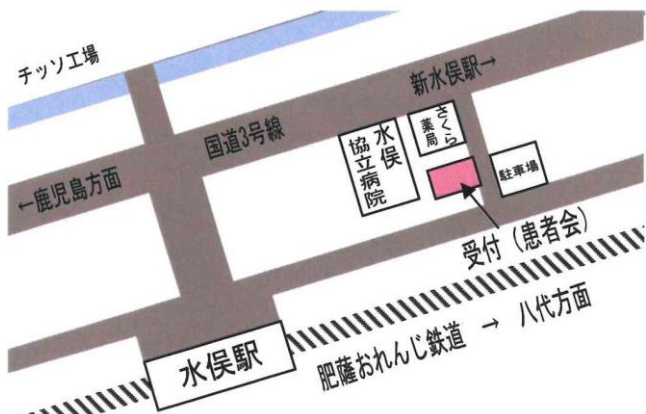 チッソ工場
新水俣駅→
国道3号線
←鹿児島方面
水俣
協立病院
さくら
薬局
駐車場
受付（患者会）
水俣駅
肥薩おれんじ鉄道 → 八代方面